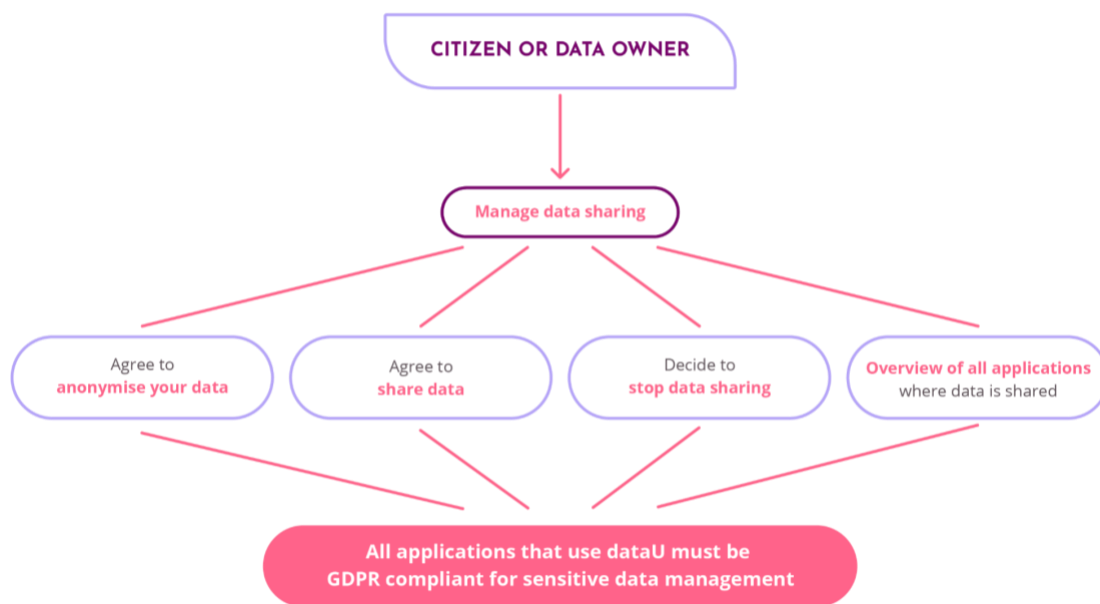 CITIZEN OR DATA OWNER
Manage data sharing
Agree to
anonymise your data
Agree to
share data
Decide to
stop data sharing
Overview of all applications
where data is shared
All applications that use dataU must be
GDPR compliant for sensitive data management